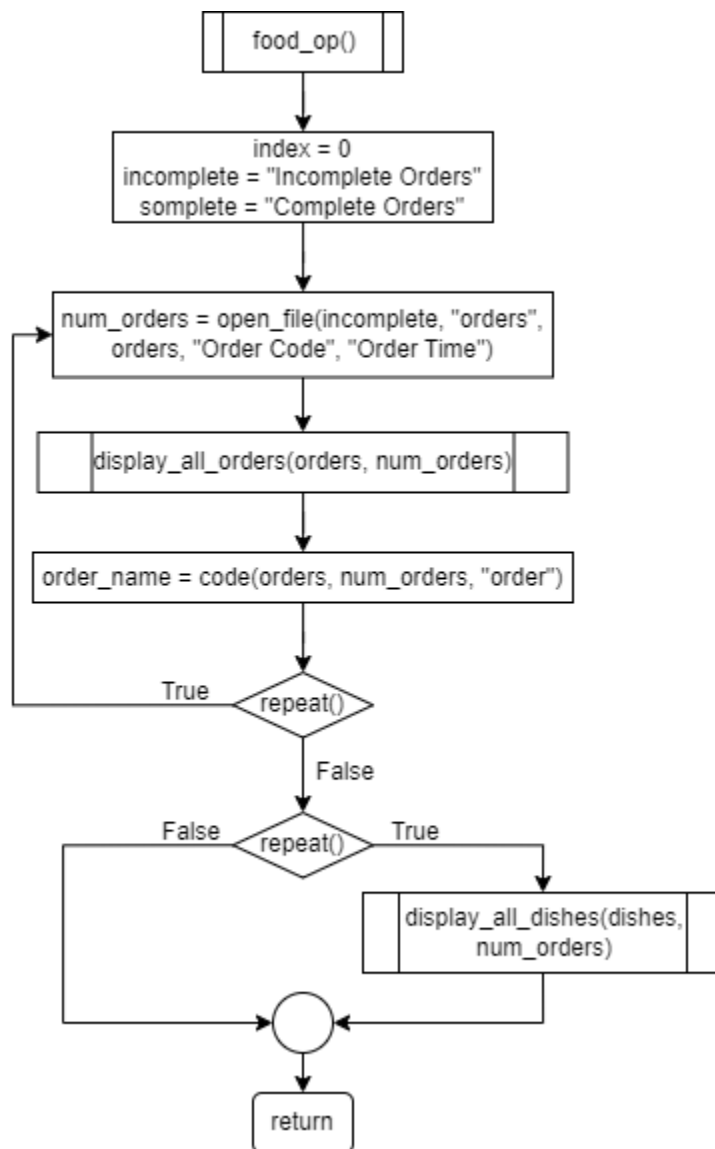 food_op()
index = 0
incomplete = "Incomplete Orders"
somplete = "Complete Orders"
num_orders = open_file(incomplete, "orders",
orders, "Order Code", "Order Time")
display_all_orders(orders, num_orders)
order_name = code(orders, num_orders, "order")
True
repeat()
False
False
repeat()
True
display_all_dishes(dishes,
num_orders)
return